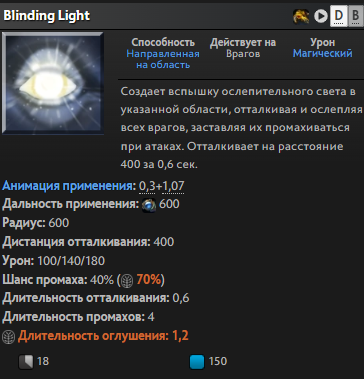 Blinding Light
D B
Способность Действует на Урон
Направленная Врагов Магический
на область
Создает вспышку ослепительного света в
указанной области, отталкивая и ослепляя
всех врагов, заставляя их промахиваться
при атаках. Отталкивает на расстояние
400 за 0,6 сек.
Анимация применения: 0,3+1,07
Дальность применения: 600
Радиус: 600
Дистанция отталкивания: 400
Урон: 100/140/180
Шанс промаха: 40% (70%)
Длительность отталкивания: 0,6
Длительность промахов: 4
Длительность оглушения: 1,2
18 150